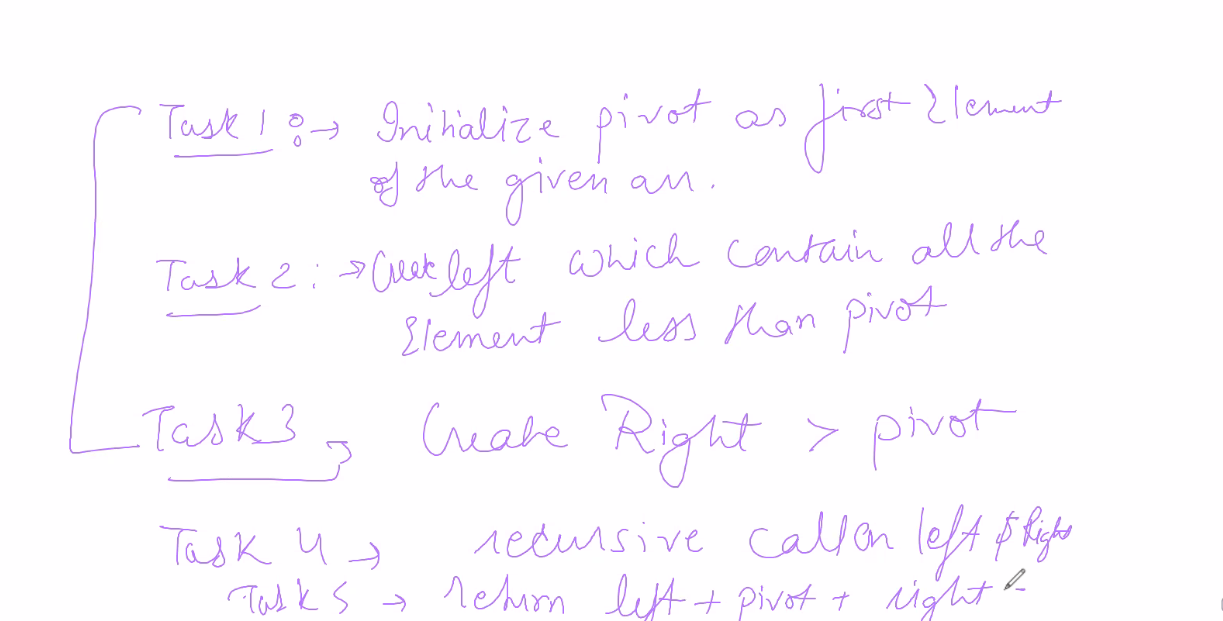 Task 1 :→ Initialize pivot as first Element
of the given arr.
Task 2 : → Create left which contain all the
Element less than pivot
Task 3 → Create Right > pivot
Task 4 → recursive call on left & Right
Task 5 → return left + pivot + right